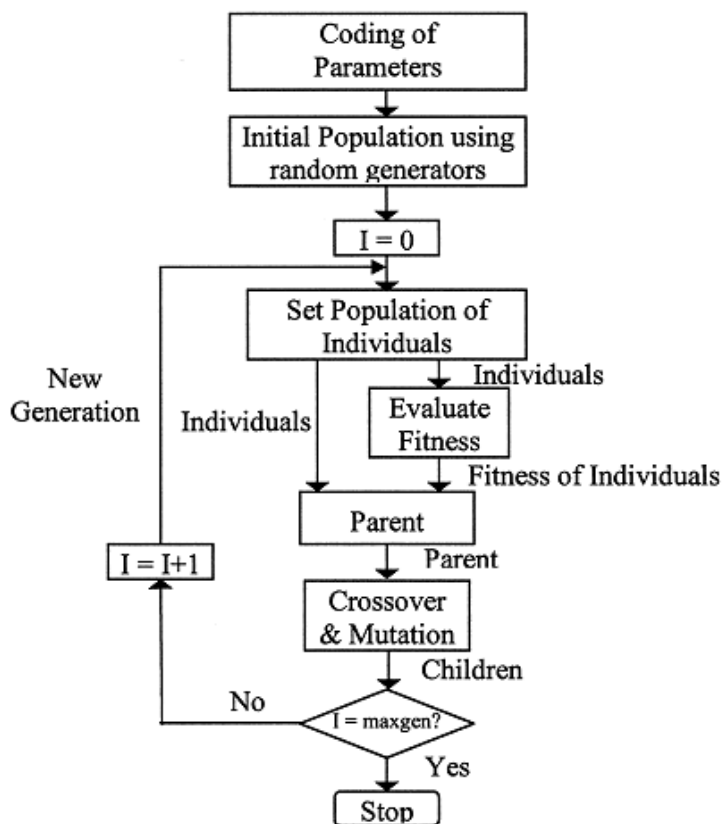 Coding of
Parameters
Initial Population using
random generators
I = 0
Set Population of
Individuals
New
Generation
Individuals
Individuals
Evaluate
Fitness
Fitness of Individuals
Parent
Parent
I = I+1
Crossover
& Mutation
Children
No
I = maxgen?
Yes
Stop